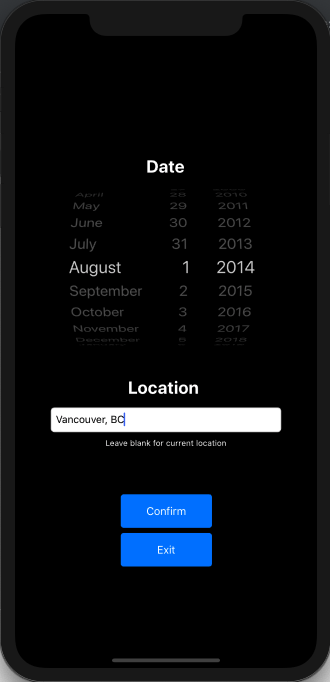 Date
April 28 2010
May 29 2011
June 30 2012
July 31 2013
August 1 2014
September 2 2015
October 3 2016
November 4 2017
December 5 2018
Location
Vancouver, BC
Leave blank for current location
Confirm
Exit